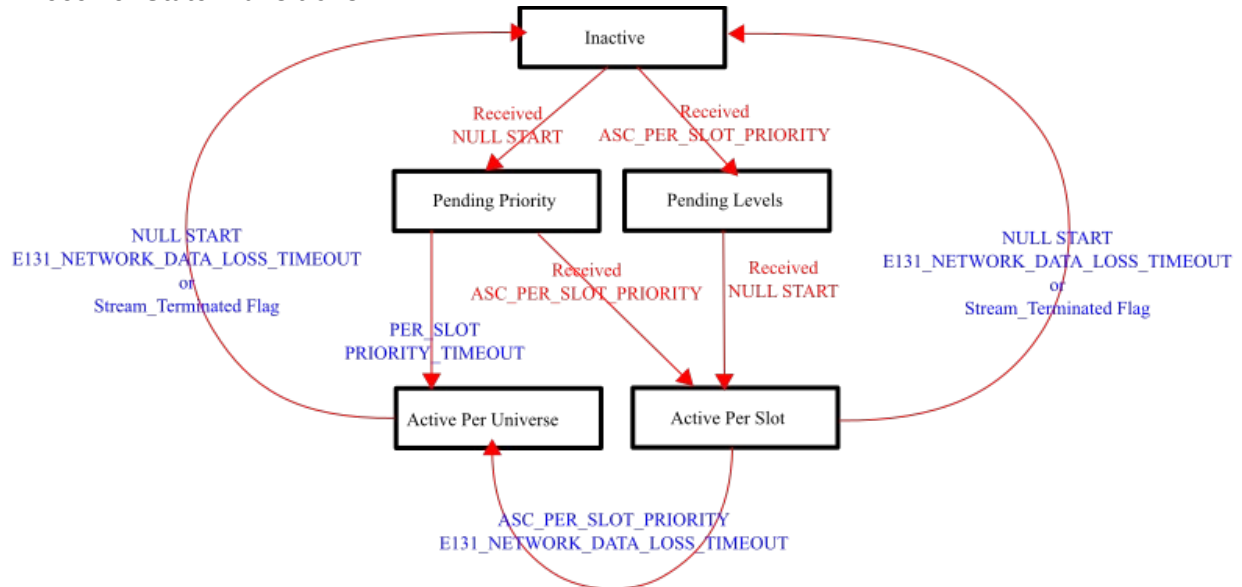 Inactive
Received
NULL START
Received
ASC_PER_SLOT_PRIORITY
Pending Priority
Pending Levels
NULL START
E131_NETWORK_DATA_LOSS_TIMEOUT
or
Stream_Terminated Flag
Received
ASC_PER_SLOT_PRIORITY
Received
NULL START
NULL START
E131_NETWORK_DATA_LOSS_TIMEOUT
or
Stream_Terminated Flag
PER_SLOT
PRIORITY_TIMEOUT
Active Per Universe
Active Per Slot
ASC_PER_SLOT_PRIORITY
E131_NETWORK_DATA_LOSS_TIMEOUT